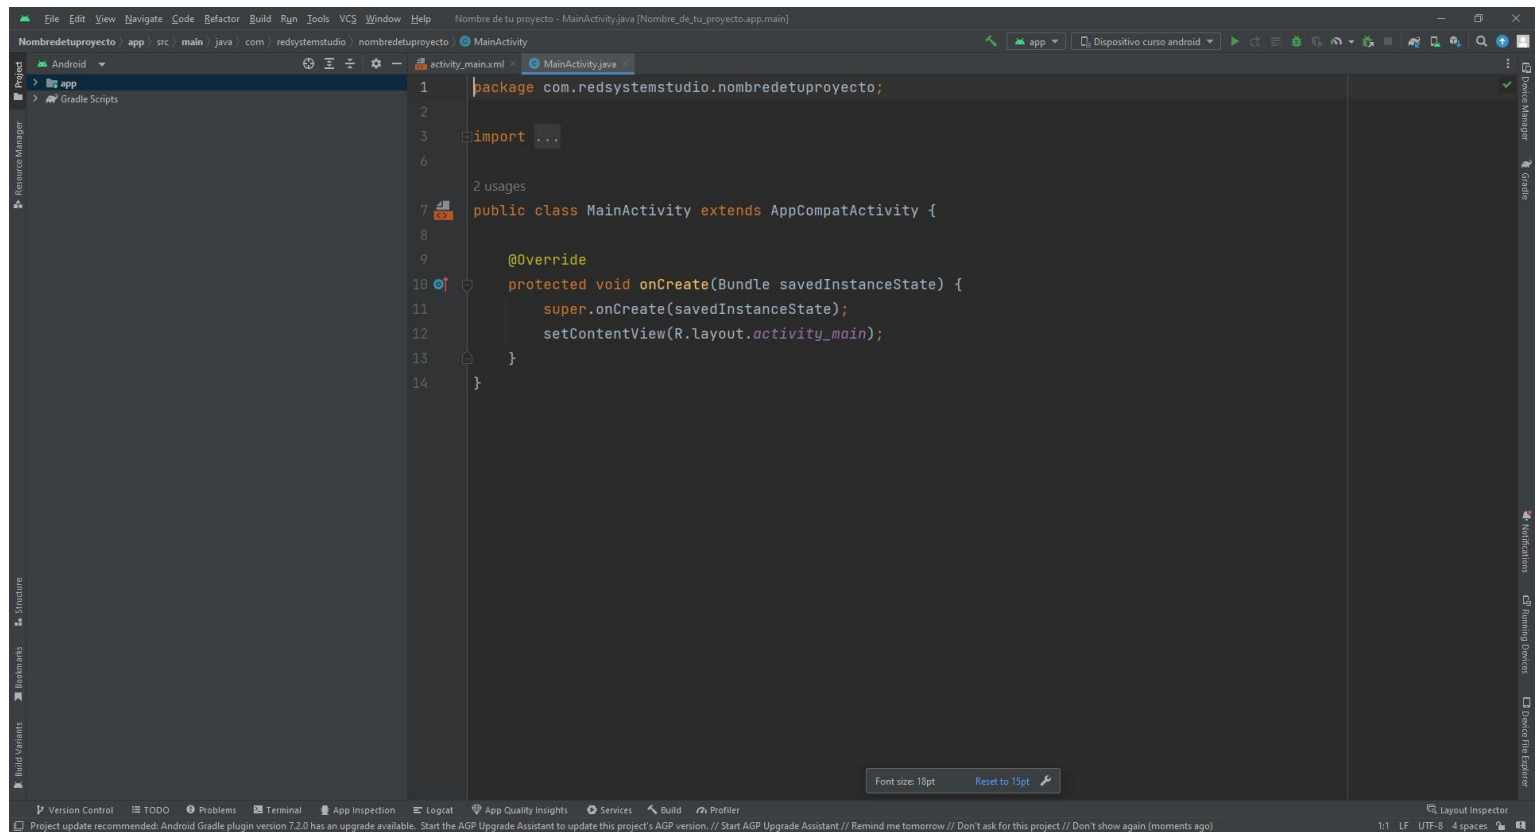 File Edit View Navigate Code Refactor Build Run Tools VCS Window Help Nombre de tu proyecto - MainActivity.java [Nombre_de_tu_proyecto.app.main]
Nombredetuproyecto app src main java com redsystemstudio nombredetuproyecto MainActivity app Dispositivo curso android
Project
Android activity_main.xml MainActivity.java
app
Gradle Scripts
Resource Manager
1 package com.redsystemstudio.nombredetuproyecto;
2
3 import ...
6
2 usages
7 public class MainActivity extends AppCompatActivity {
8
9 @Override
10 protected void onCreate(Bundle savedInstanceState) {
11 super.onCreate(savedInstanceState);
12 setContentView(R.layout.activity_main);
13 }
14 }
Device Manager
Gradle
Notifications
Running Devices
Device File Explorer
Structure
Bookmarks
Build Variants
Font size: 18pt Reset to 15pt
Version Control TODO Problems Terminal App Inspection Logcat App Quality Insights Services Build Profiler Layout Inspector
Project update recommended: Android Gradle plugin version 7.2.0 has an upgrade available. Start the AGP Upgrade Assistant to update this project's AGP version. // Start AGP Upgrade Assistant // Remind me tomorrow // Don't ask for this project // Don't show again (moments ago) 1:1 LF UTF-8 4 spaces